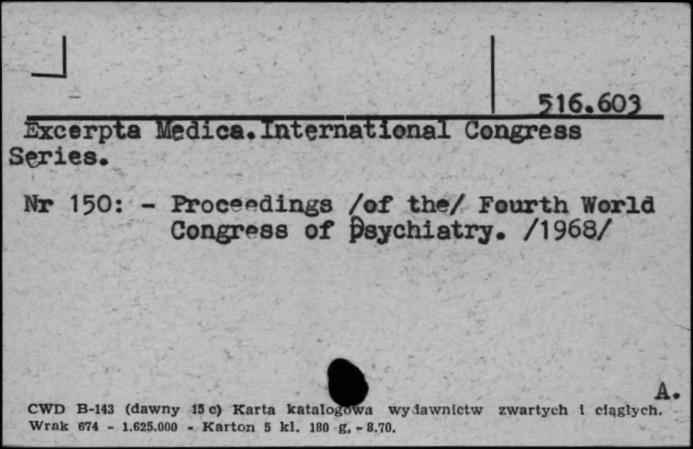 516.603
Excerpta Medica.International Congress
Series.
Nr 150: - Proceedings /of the/ Fourth World
Congress of Psychiatry. /1968/
A.
CWD B-143 (dawny 15 c) Karta katalogowa wydawnictw zwartych i ciągłych.
Wrak 674 - 1.625.000 - Karton 5 kl. 180 g. - 8.70.